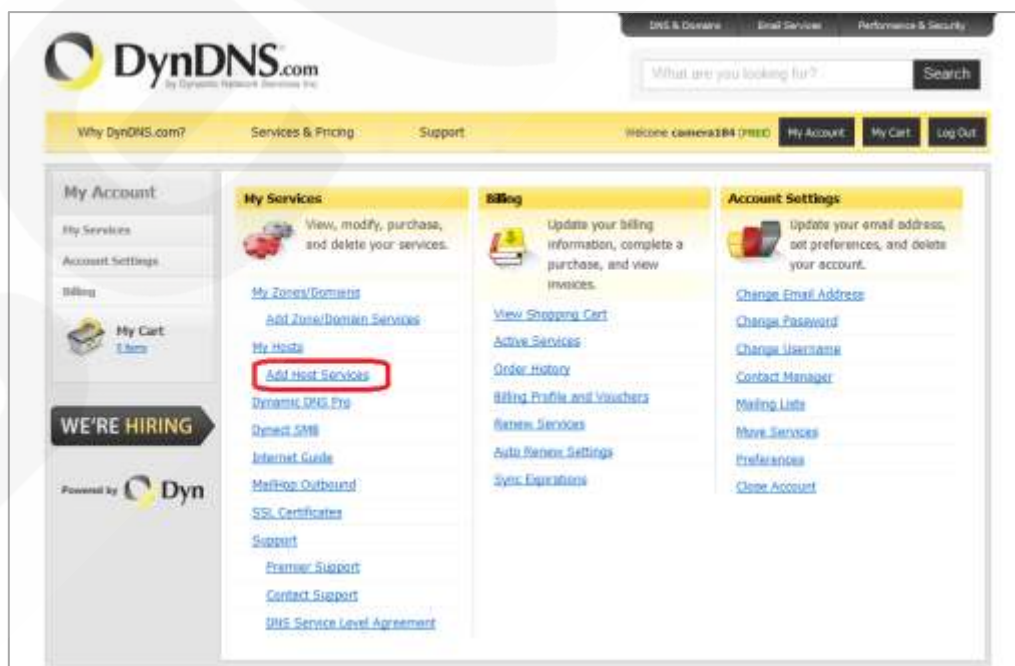 DNS & Domains Email Services Performance & Security
DynDNS.com
by Dynamic Network Services Inc
What are you looking for? Search
Why DynDNS.com? Services & Pricing Support Welcome camera184 (FREE) My Account My Cart Log Out
My Account
My Services
Account Settings
Billing
My Cart
1 item
WE'RE HIRING
Powered by Dyn
My Services
View, modify, purchase,
and delete your services.
My Zones/Domains
Add Zone/Domain Services
My Hosts
Add Host Services
Dynamic DNS Pro
Dynect SMB
Internet Guide
MailHop Outbound
SSL Certificates
Support
Premier Support
Contact Support
DNS Service Level Agreement
Billing
Update your billing
information, complete a
purchase, and view
invoices.
View Shopping Cart
Active Services
Order History
Billing Profile and Vouchers
Renew Services
Auto Renew Settings
Sync Expirations
Account Settings
Update your email address,
set preferences, and delete
your account.
Change Email Address
Change Password
Change Username
Contact Manager
Mailing Lists
Move Services
Preferences
Close Account